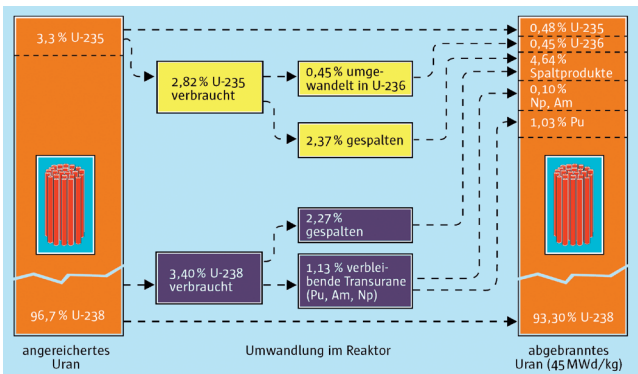 3,3 % U-235
2,82 % U-235
verbraucht
0,45 % umge-
wandelt in U-236
2,37 % gespalten
2,27 %
gespalten
3,40 % U-238
verbraucht
1,13 % verblei-
bende Transurane
(Pu, Am, Np)
96,7 % U-238
0,48 % U-235
0,45 % U-236
4,64 %
Spaltprodukte
0,10 %
Np, Am
1,03 % Pu
93,30 % U-238
angereichertes
Uran
Umwandlung im Reaktor
abgebranntes
Uran (45 MWd/kg)